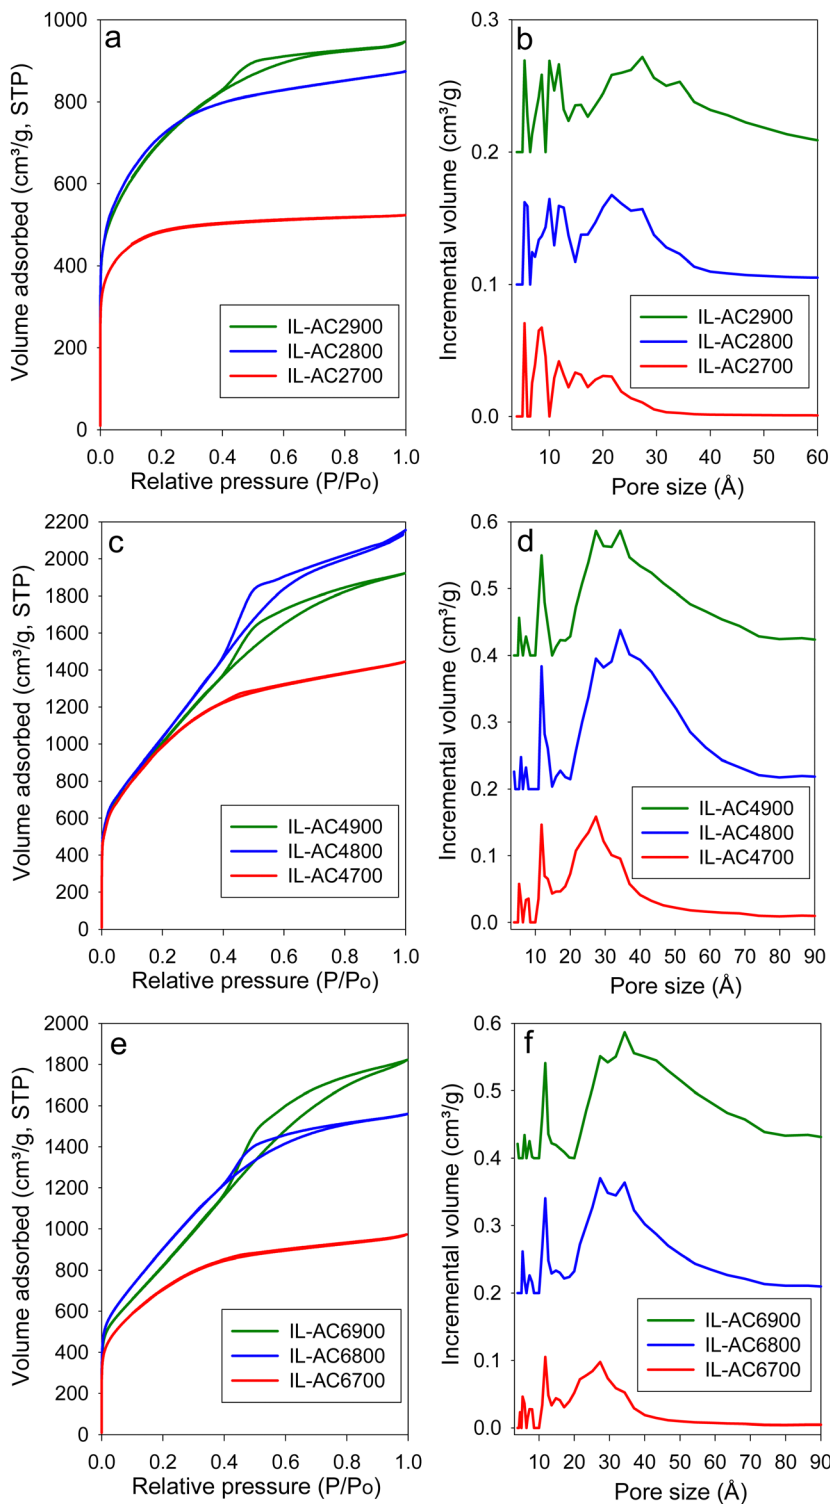 a
Volume adsorbed (cm³/g, STP)
1000
800
600
400
200
0
0.0 0.2 0.4 0.6 0.8 1.0
Relative pressure (P/Po)
IL-AC2900
IL-AC2800
IL-AC2700
b
Incremental volume (cm³/g)
0.3
0.2
0.1
0.0
10 20 30 40 50 60
Pore size (Å)
IL-AC2900
IL-AC2800
IL-AC2700
c
Volume adsorbed (cm³/g, STP)
2200
2000
1800
1600
1400
1200
1000
800
600
400
200
0
0.0 0.2 0.4 0.6 0.8 1.0
Relative pressure (P/Po)
IL-AC4900
IL-AC4800
IL-AC4700
d
Incremental volume (cm³/g)
0.6
0.5
0.4
0.3
0.2
0.1
0.0
10 20 30 40 50 60 70 80 90
Pore size (Å)
IL-AC4900
IL-AC4800
IL-AC4700
e
Volume adsorbed (cm³/g, STP)
2000
1800
1600
1400
1200
1000
800
600
400
200
0
0.0 0.2 0.4 0.6 0.8 1.0
Relative pressure (P/Po)
IL-AC6900
IL-AC6800
IL-AC6700
f
Incremental volume (cm³/g)
0.6
0.5
0.4
0.3
0.2
0.1
0.0
10 20 30 40 50 60 70 80 90
Pore size (Å)
IL-AC6900
IL-AC6800
IL-AC6700